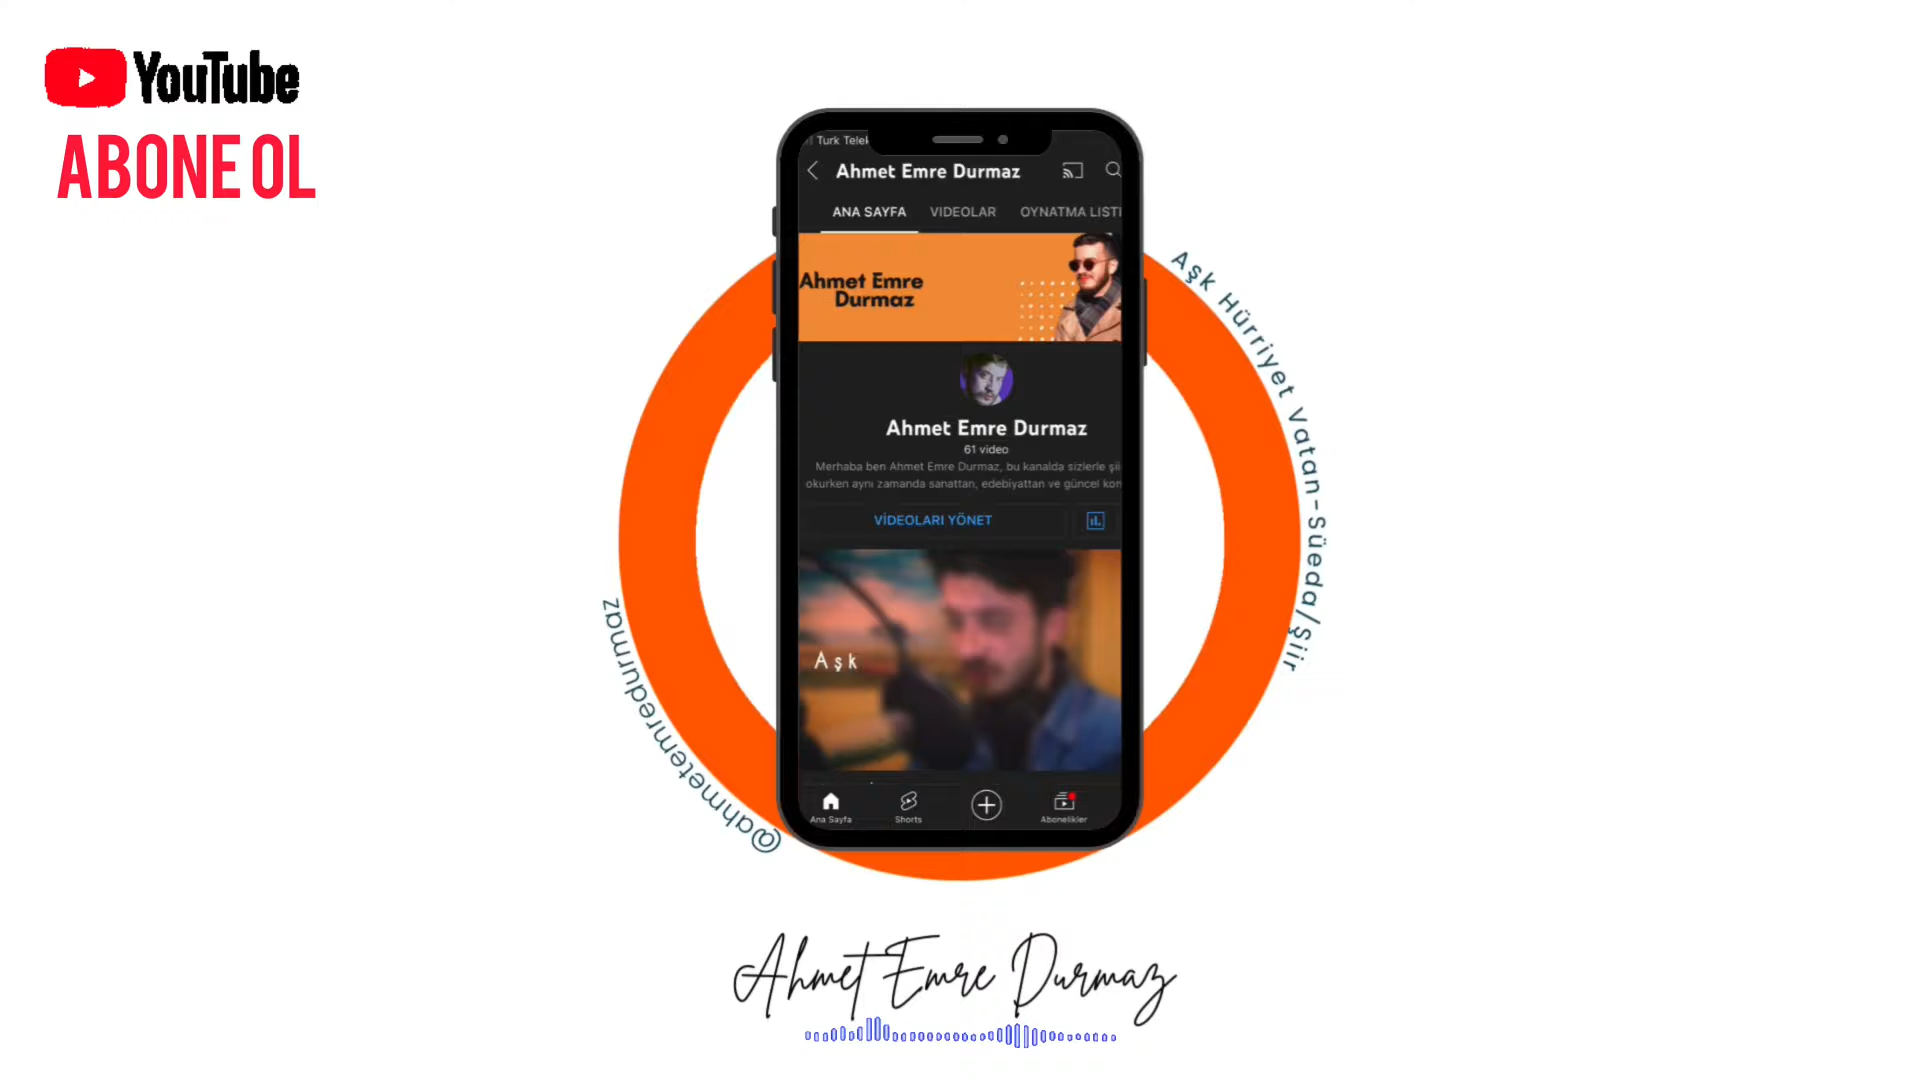 YouTube
ABONE OL
Turk Telek
Ahmet Emre Durmaz
ANA SAYFA VIDEOLAR OYNATMA LISTI
Ahmet Emre
Durmaz
Ahmet Emre Durmaz
61 video
Merhaba ben Ahmet Emre Durmaz, bu kanalda sizlerle şii
okurken aynı zamanda sanattan, edebiyattan ve güncel kon
VİDEOLARI YÖNET
Aşk
Ana Sayfa Shorts Abonelikler
Aşk Hürriyet Vatan-Süeda/Şiir
@ahmetemredurmaz
Ahmet Emre Durmaz